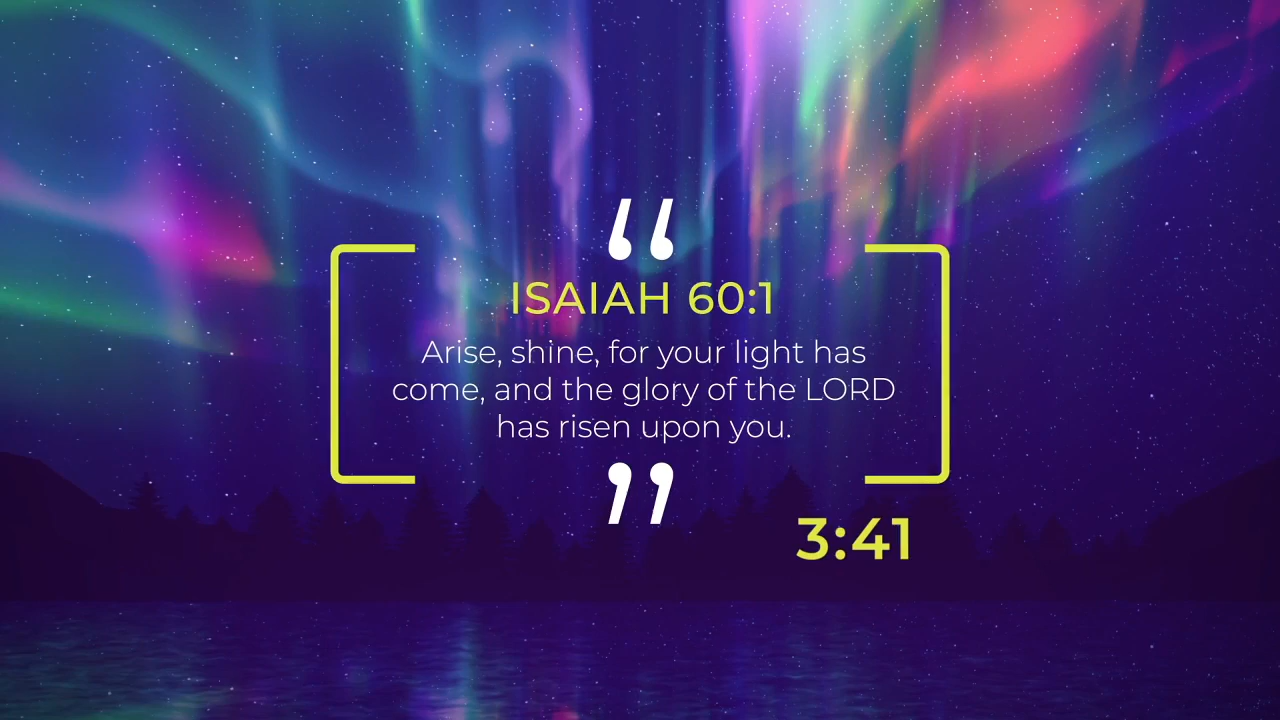 “
ISAIAH 60:1
Arise, shine, for your light has
come, and the glory of the LORD
has risen upon you.
”
3:41